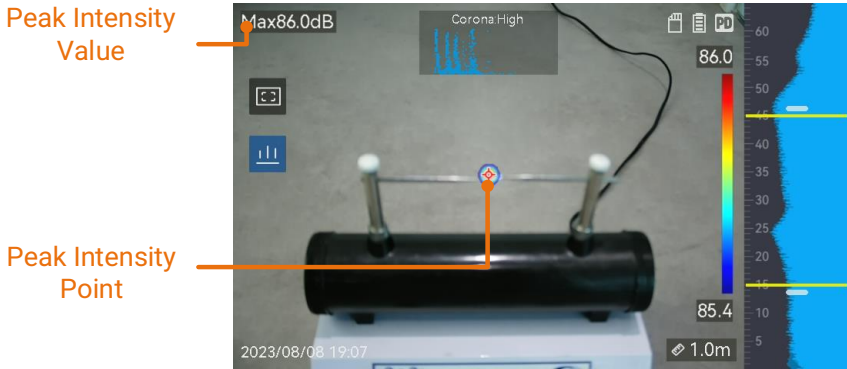 Peak Intensity
Value
Max86.0dB
Corona:High
PD
86.0
60
55
50
45
40
35
30
25
20
15
10
5
Peak Intensity
Point
85.4
2023/08/08 19:07
1.0m